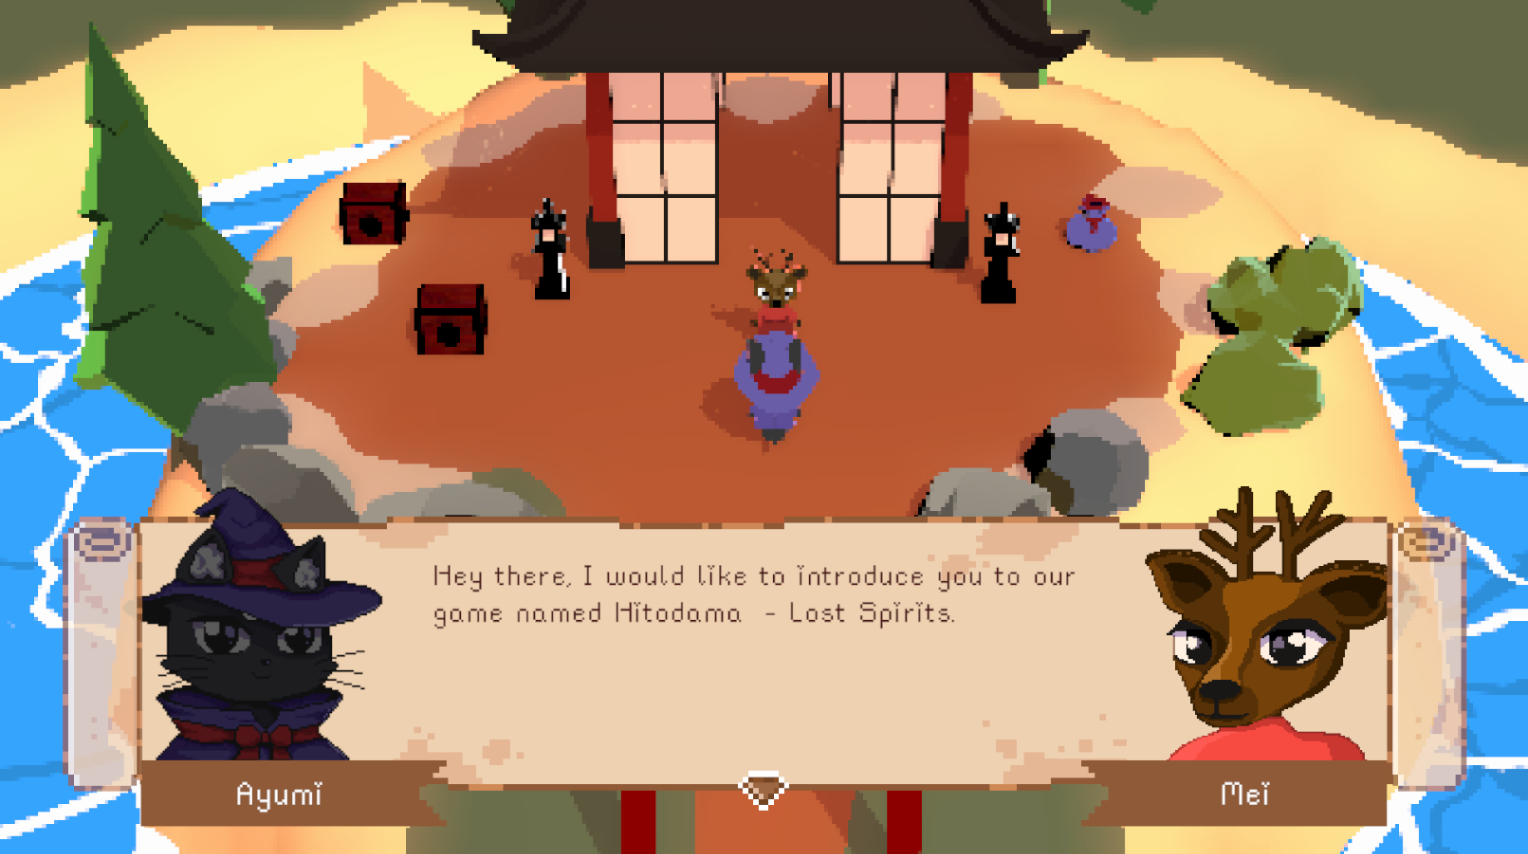 Hey there, I would like to introduce you to our
game named Hitodama - Lost Spirits.
Ayumi
Mei